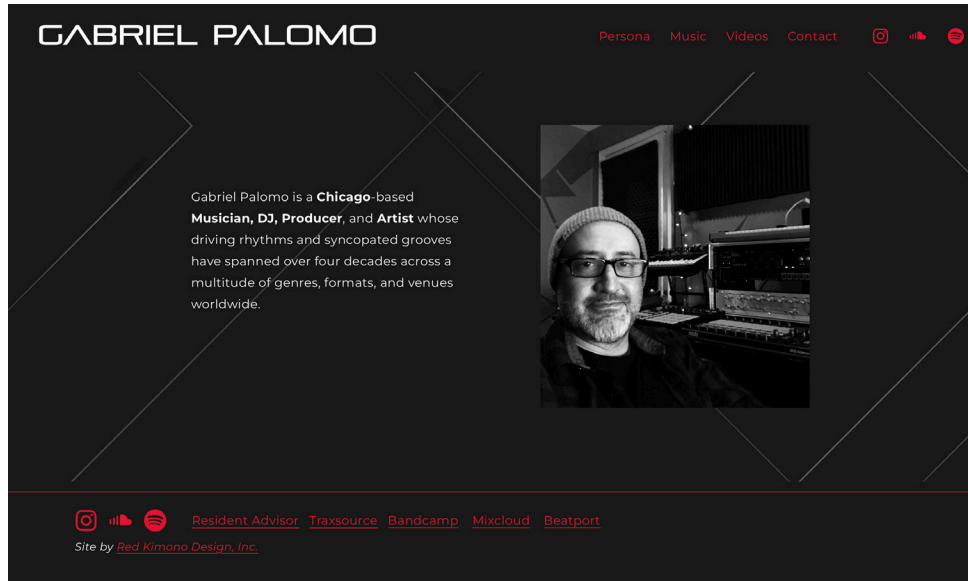 GABRIEL PALOMO
Persona Music Videos Contact
Gabriel Palomo is a Chicago-based
Musician, DJ, Producer, and Artist whose
driving rhythms and syncopated grooves
have spanned over four decades across a
multitude of genres, formats, and venues
worldwide.
Resident Advisor Traxsource Bandcamp Mixcloud Beatport
Site by Red Kimono Design, Inc.